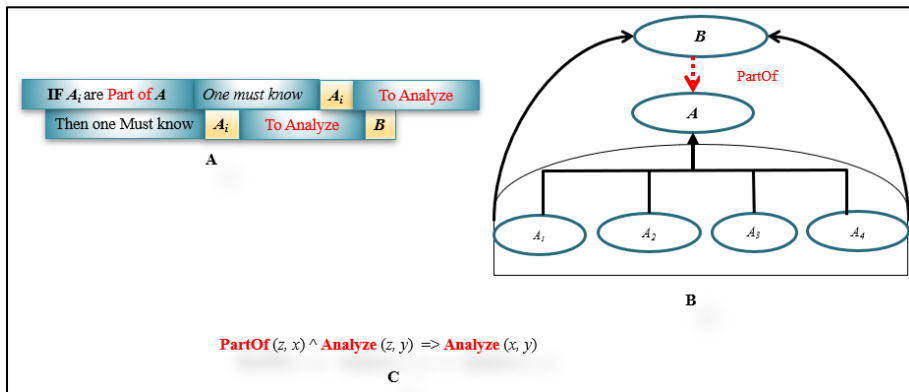 IF Ai are Part of A One must know Ai To Analyze
Then one Must know Ai To Analyze B
A
B
PartOf
A
A1 A2 A3 A4
B
PartOf (z, x) ^ Analyze (z, y) => Analyze (x, y)
C